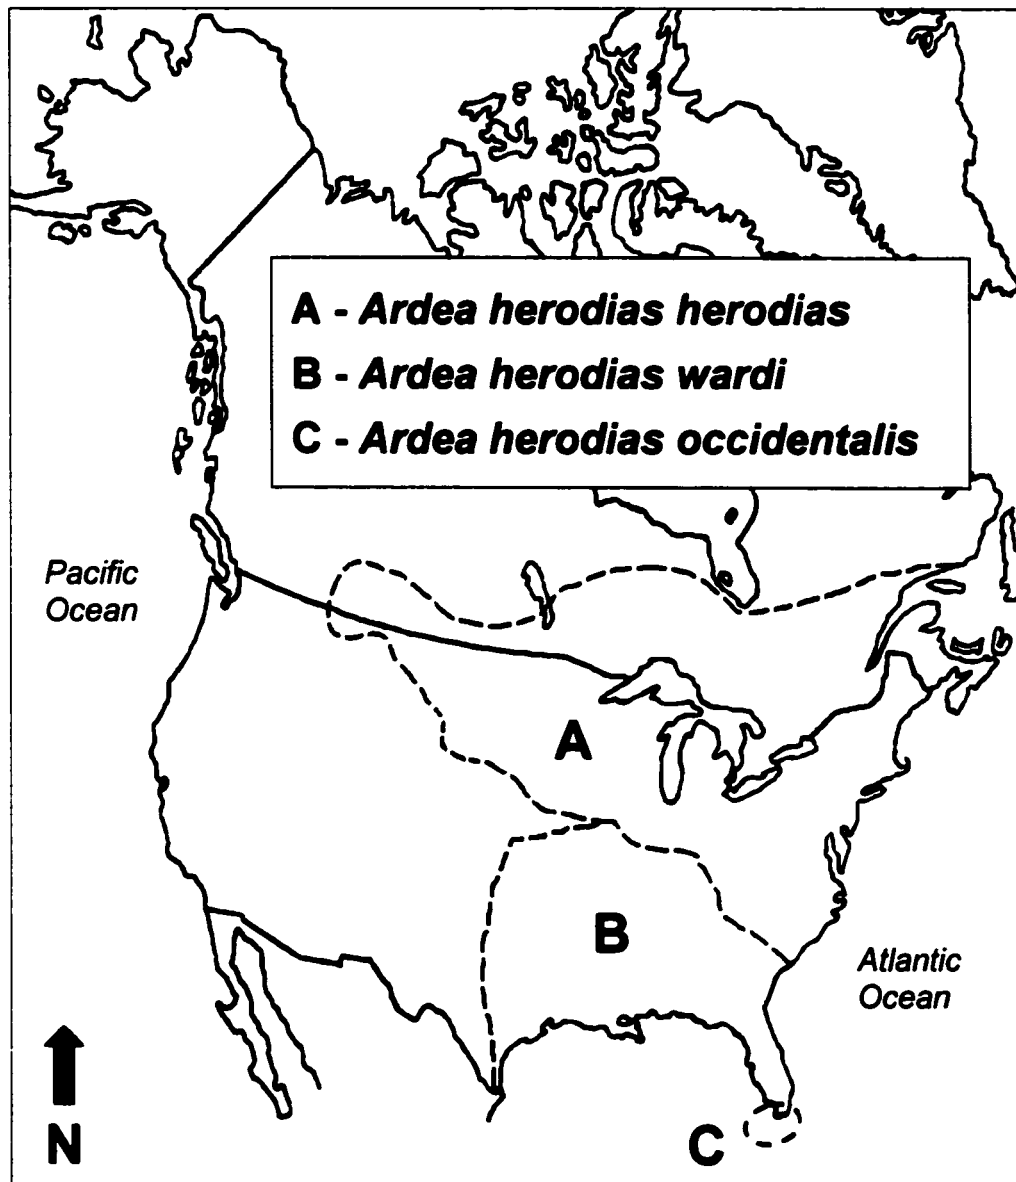 A - Ardea herodias herodias
B - Ardea herodias wardi
C - Ardea herodias occidentalis
Pacific
Ocean
A
B
Atlantic
Ocean
C
N